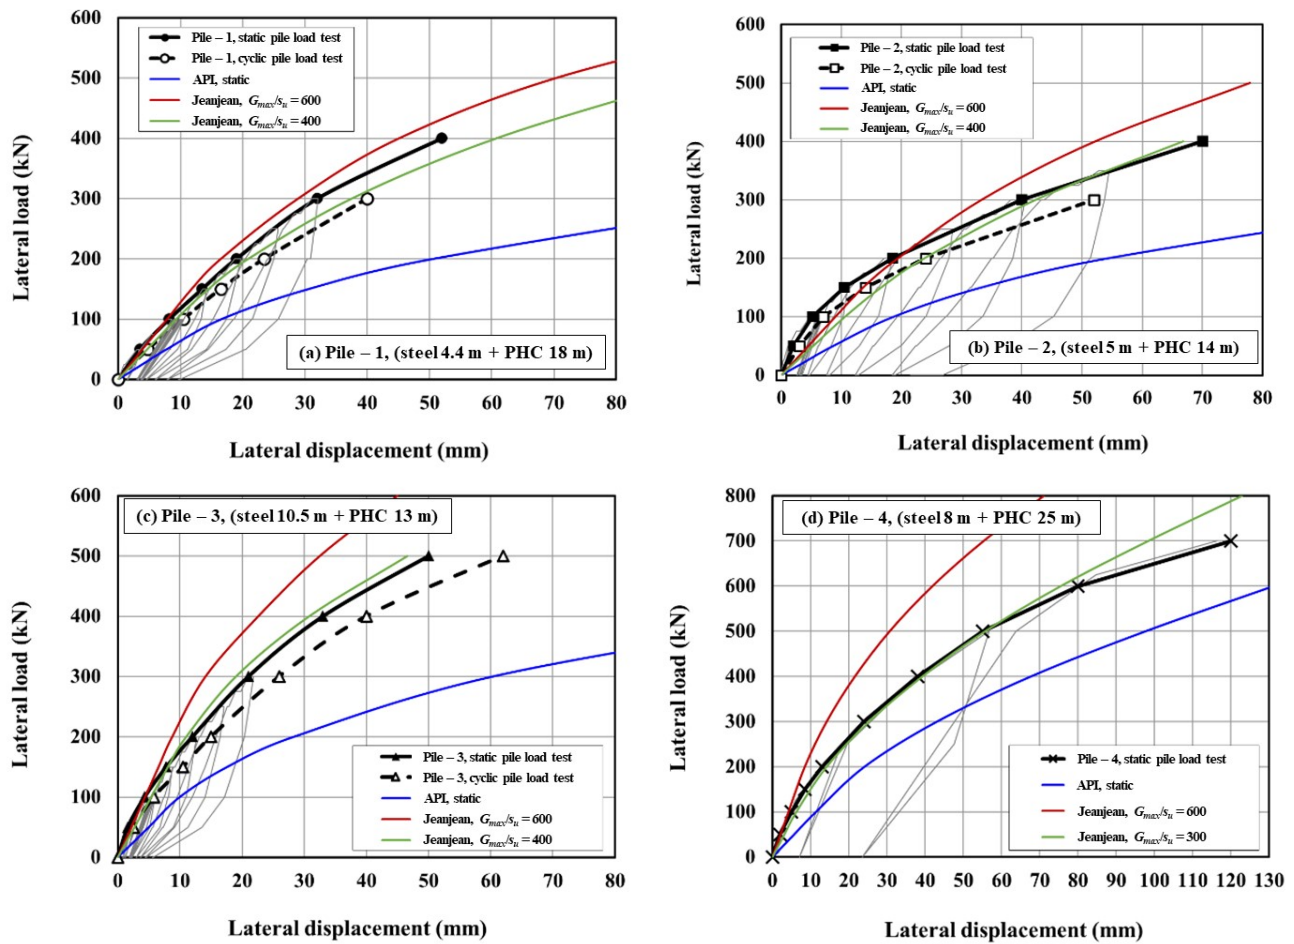 600
500
400
300
200
100
0
Lateral load (kN)
Pile – 1, static pile load test
Pile – 1, cyclic pile load test
API, static
Jeanjean, Gmax/su = 600
Jeanjean, Gmax/su = 400
(a) Pile – 1, (steel 4.4 m + PHC 18 m)
0 10 20 30 40 50 60 70 80
Lateral displacement (mm)
600
500
400
300
200
100
0
Lateral load (kN)
Pile – 2, static pile load test
Pile – 2, cyclic pile load test
API, static
Jeanjean, Gmax/su = 600
Jeanjean, Gmax/su = 400
(b) Pile – 2, (steel 5 m + PHC 14 m)
0 10 20 30 40 50 60 70 80
Lateral displacement (mm)
600
500
400
300
200
100
0
Lateral load (kN)
(c) Pile – 3, (steel 10.5 m + PHC 13 m)
Pile – 3, static pile load test
Pile – 3, cyclic pile load test
API, static
Jeanjean, Gmax/su = 600
Jeanjean, Gmax/su = 400
0 10 20 30 40 50 60 70 80
Lateral displacement (mm)
800
700
600
500
400
300
200
100
0
Lateral load (kN)
(d) Pile – 4, (steel 8 m + PHC 25 m)
Pile – 4, static pile load test
API, static
Jeanjean, Gmax/su = 600
Jeanjean, Gmax/su = 300
0 10 20 30 40 50 60 70 80 90 100 110 120 130
Lateral displacement (mm)